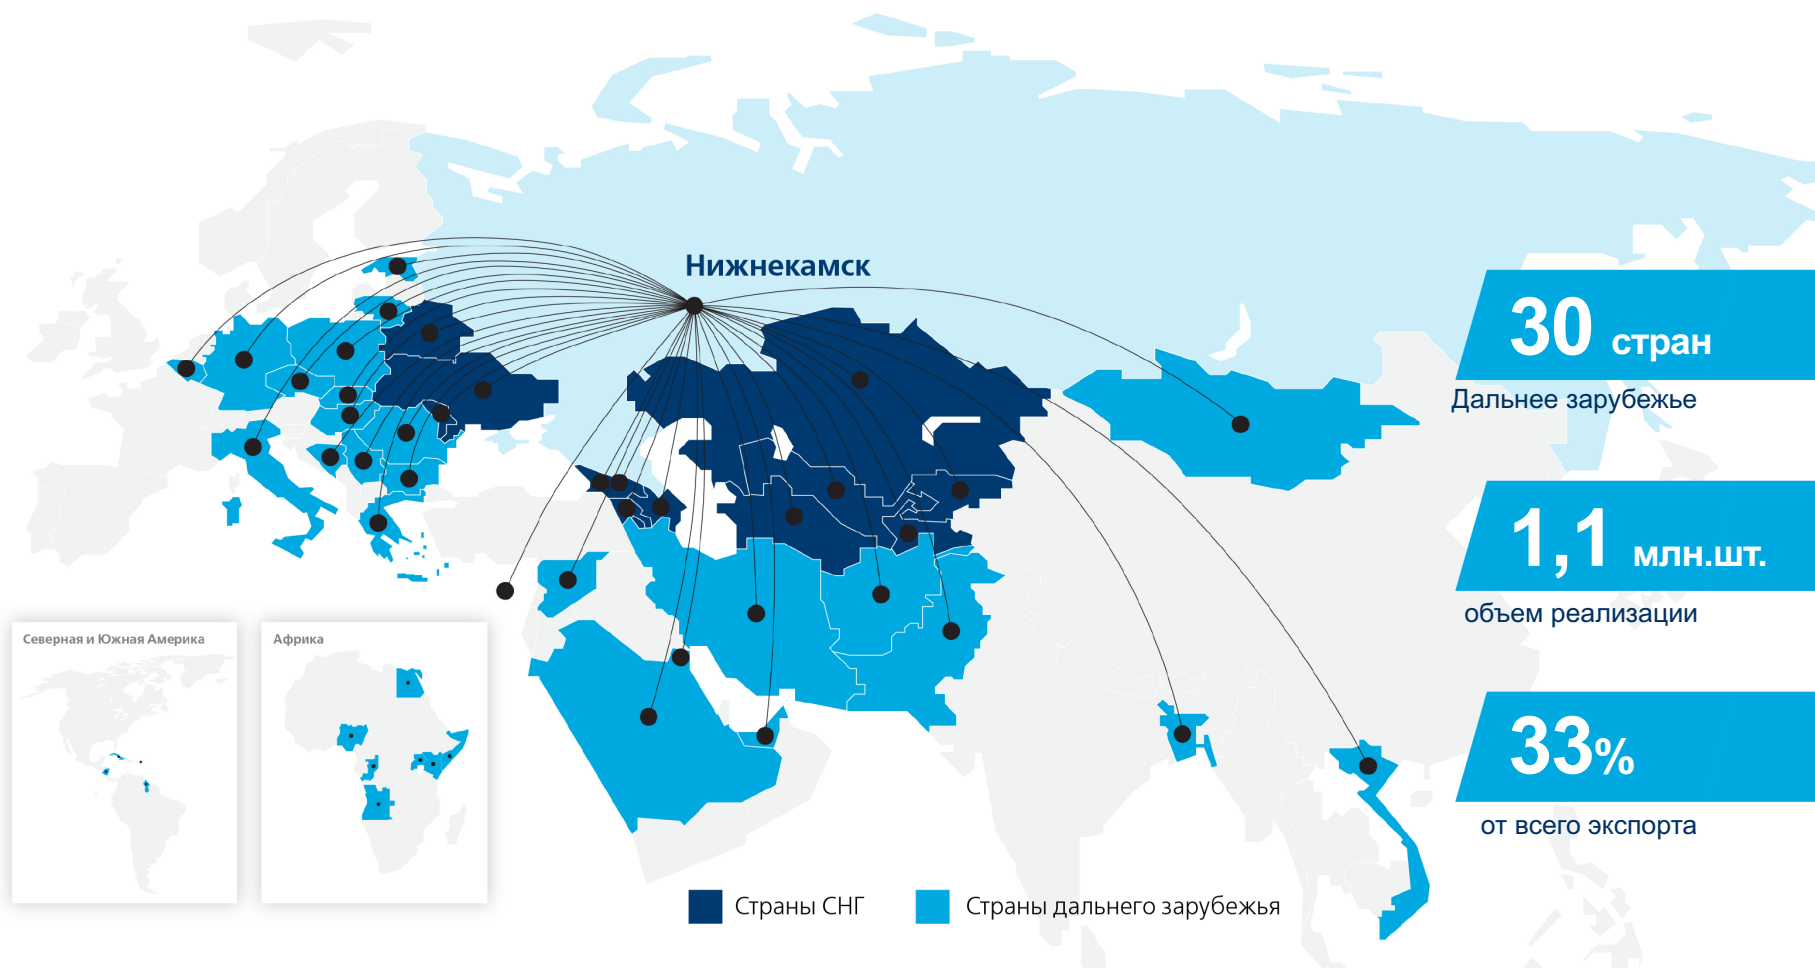 Нижнекамск
30 стран
Дальнее зарубежье
1,1 млн.шт.
объем реализации
33%
от всего экспорта
Северная и Южная Америка
Африка
Страны СНГ
Страны дальнего зарубежья